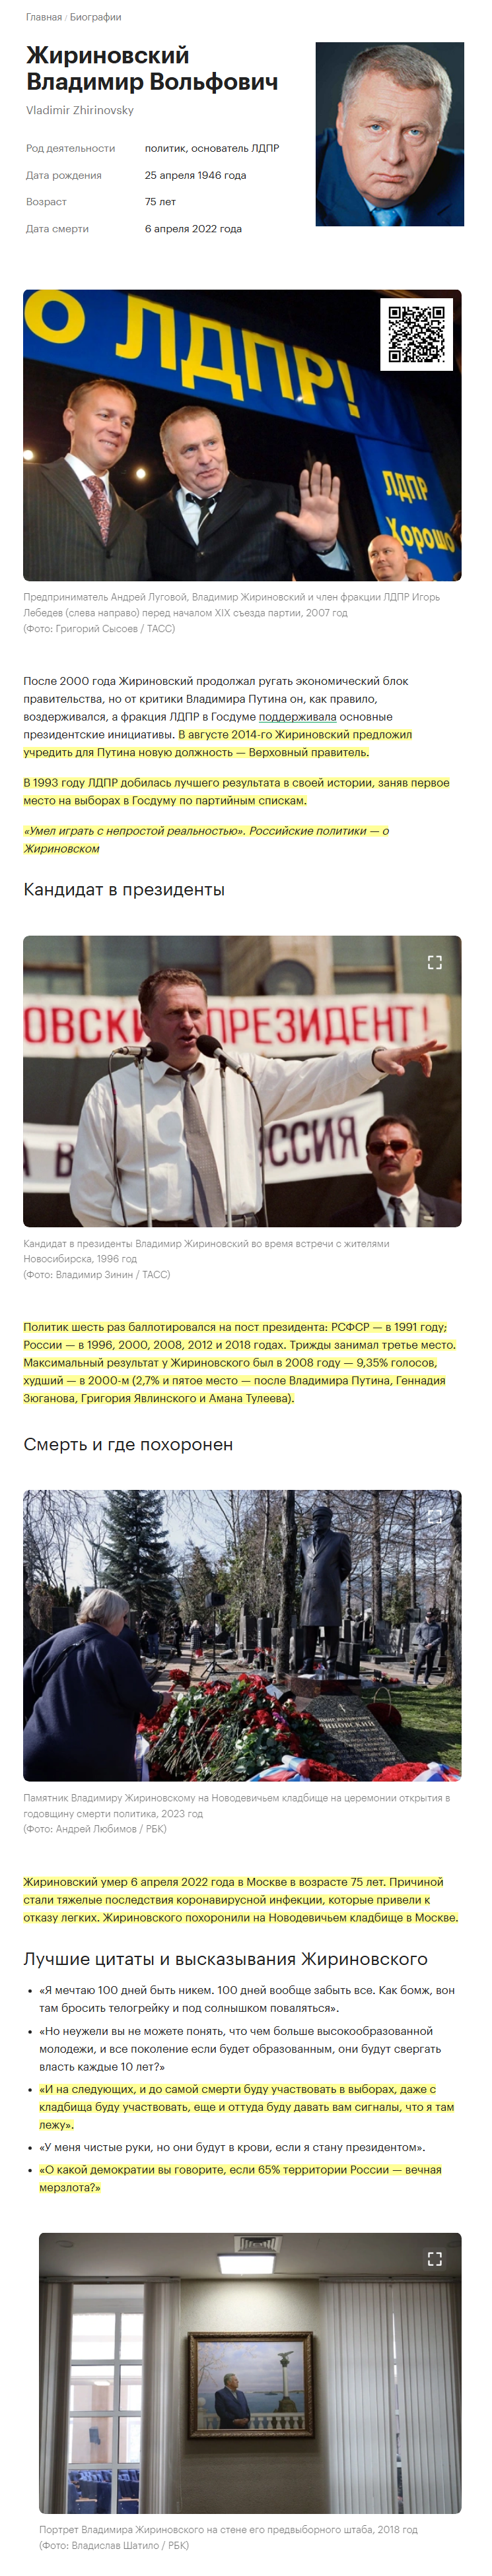 Главная / Биографии
Жириновский
Владимир Вольфович
Vladimir Zhirinovsky
Род деятельности политик, основатель ЛДПР
Дата рождения 25 апреля 1946 года
Возраст 75 лет
Дата смерти 6 апреля 2022 года
О ЛДПР!
ЛДПР
Хорошо
Предприниматель Андрей Луговой, Владимир Жириновский и член фракции ЛДПР Игорь
Лебедев (слева направо) перед началом XIX съезда партии, 2007 год
(Фото: Григорий Сысоев / ТАСС)
После 2000 года Жириновский продолжал ругать экономический блок
правительства, но от критики Владимира Путина он, как правило,
воздерживался, а фракция ЛДПР в Госдуме поддерживала основные
президентские инициативы. В августе 2014-го Жириновский предложил
учредить для Путина новую должность — Верховный правитель.
В 1993 году ЛДПР добилась лучшего результата в своей истории, заняв первое
место на выборах в Госдуму по партийным спискам.
«Умел играть с непростой реальностью». Российские политики — о
Жириновском
Кандидат в президенты
ОВСКИ ПРЕЗИДЕНТ!
В ССИЯ
Кандидат в президенты Владимир Жириновский во время встречи с жителями
Новосибирска, 1996 год
(Фото: Владимир Зинин / ТАСС)
Политик шесть раз баллотировался на пост президента: РСФСР — в 1991 году;
России — в 1996, 2000, 2008, 2012 и 2018 годах. Трижды занимал третье место.
Максимальный результат у Жириновского был в 2008 году — 9,35% голосов,
худший — в 2000-м (2,7% и пятое место — после Владимира Путина, Геннадия
Зюганова, Григория Явлинского и Амана Тулеева).
Смерть и где похоронен
Памятник Владимиру Жириновскому на Новодевичьем кладбище на церемонии открытия в
годовщину смерти политика, 2023 год
(Фото: Андрей Любимов / РБК)
Жириновский умер 6 апреля 2022 года в Москве в возрасте 75 лет. Причиной
стали тяжелые последствия коронавирусной инфекции, которые привели к
отказу легких. Жириновского похоронили на Новодевичьем кладбище в Москве.
Лучшие цитаты и высказывания Жириновского
• «Я мечтаю 100 дней быть никем. 100 дней вообще забыть все. Как бомж, вон
там бросить телогрейку и под солнышком поваляться».
• «Но неужели вы не можете понять, что чем больше высокообразованной
молодежи, и все поколение если будет образованным, они будут свергать
власть каждые 10 лет?»
• «И на следующих, и до самой смерти буду участвовать в выборах, даже с
кладбища буду участвовать, еще и оттуда буду давать вам сигналы, что я там
лежу».
• «У меня чистые руки, но они будут в крови, если я стану президентом».
• «О какой демократии вы говорите, если 65% территории России — вечная
мерзлота?»
Портрет Владимира Жириновского на стене его предвыборного штаба, 2018 год
(Фото: Владислав Шатило / РБК)